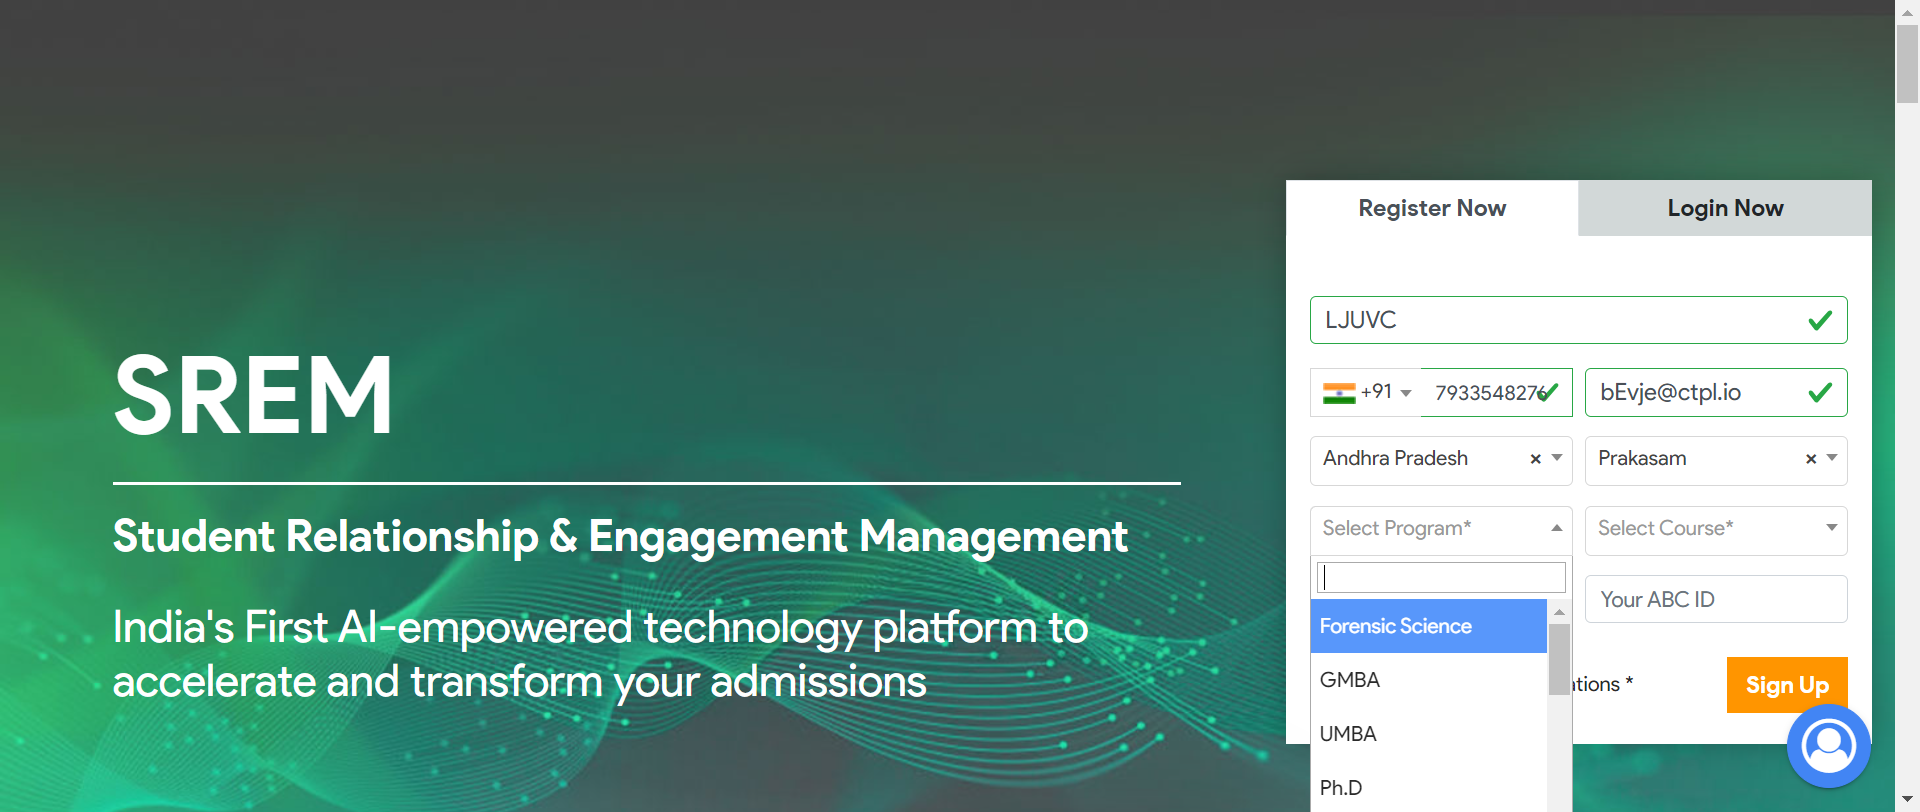 Register Now
Login Now
LJUVC
+91
7933548276
bEvje@ctpl.io
Andhra Pradesh ×
Prakasam ×
Select Program*
Select Course*
Your ABC ID
Forensic Science
GMBA
UMBA
Ph.D
Sign Up
SREM
Student Relationship & Engagement Management
India's First AI-empowered technology platform to
accelerate and transform your admissions